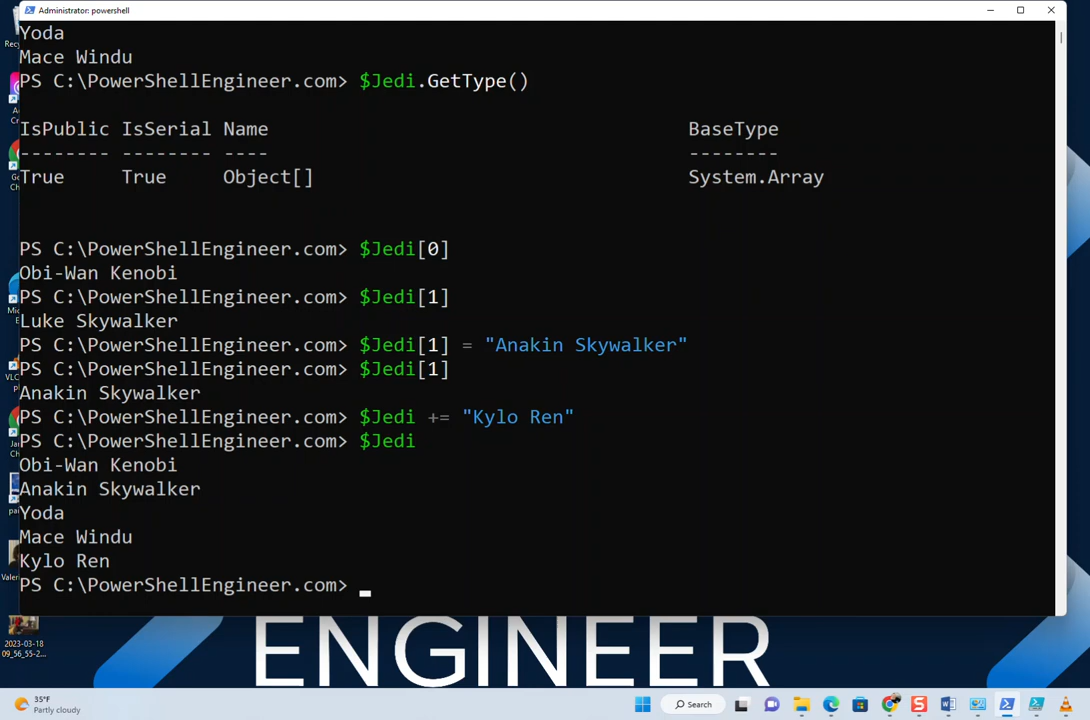 Administrator: powershell
Yoda
Mace Windu
PS C:\PowerShellEngineer.com> $Jedi.GetType()
IsPublic IsSerial Name BaseType
-------- -------- ---- --------
True True Object[] System.Array
PS C:\PowerShellEngineer.com> $Jedi[0]
Obi-Wan Kenobi
PS C:\PowerShellEngineer.com> $Jedi[1]
Luke Skywalker
PS C:\PowerShellEngineer.com> $Jedi[1] = "Anakin Skywalker"
PS C:\PowerShellEngineer.com> $Jedi[1]
Anakin Skywalker
PS C:\PowerShellEngineer.com> $Jedi += "Kylo Ren"
PS C:\PowerShellEngineer.com> $Jedi
Obi-Wan Kenobi
Anakin Skywalker
Yoda
Mace Windu
Kylo Ren
PS C:\PowerShellEngineer.com>
ENGINEER
2023-03-18
09_56_55-2...
35°F
Partly cloudy
Search